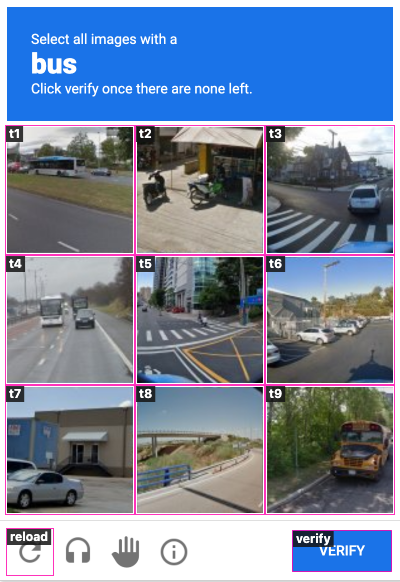 Select all images with a
bus
Click verify once there are none left.
t1
t2
t3
t4
t5
t6
t7
t8
t9
reload
verify
VERIFY